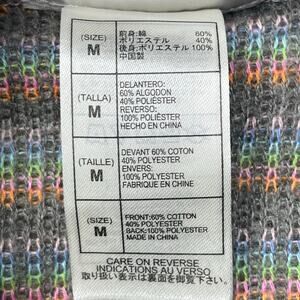 (SIZE)
M
前身:綿 60%
ポリエステル 40%
後身:ポリエステル 100%
中国製
(TALLA)
M
DELANTERO:
60% ALGODON
40% POLIÉSTER
REVERSO:
100% POLIÉSTER
HECHO EN CHINA
(TAILLE)
M
DEVANT 60% COTON
40% POLYESTER
ENVERS:
100% POLYESTER
FABRIQUE EN CHINE
(SIZE)
M
FRONT:60% COTTON
40% POLYESTER
BACK:100% POLYESTER
MADE IN CHINA
CARE ON REVERSE
INDICATIONS AU VERSO
取り扱い表示は裏面を御覧下さい